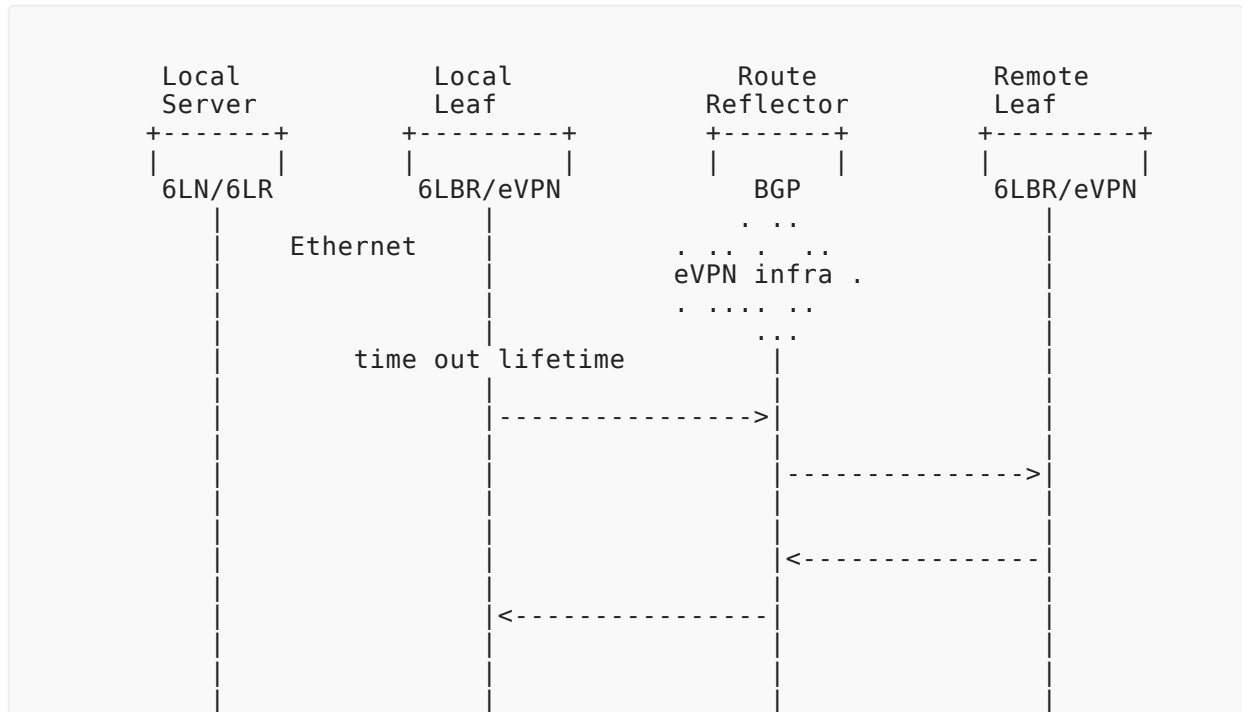 Local Local Route Remote
Server Leaf Reflector Leaf
+-------+ +---------+ +-------+ +---------+
| | | | | | | |
6LN/6LR 6LBR/eVPN BGP 6LBR/eVPN
| | . .. |
| Ethernet | . .. . .. |
| | eVPN infra . |
| | . .... .. |
| | ... |
| time out lifetime | |
| | | |
| |---------------->| |
| | | |
| | |--------------->|
| | | |
| | | |
| | |<---------------|
| | | |
| |<----------------| |
| | | |
| | | |
| | | |